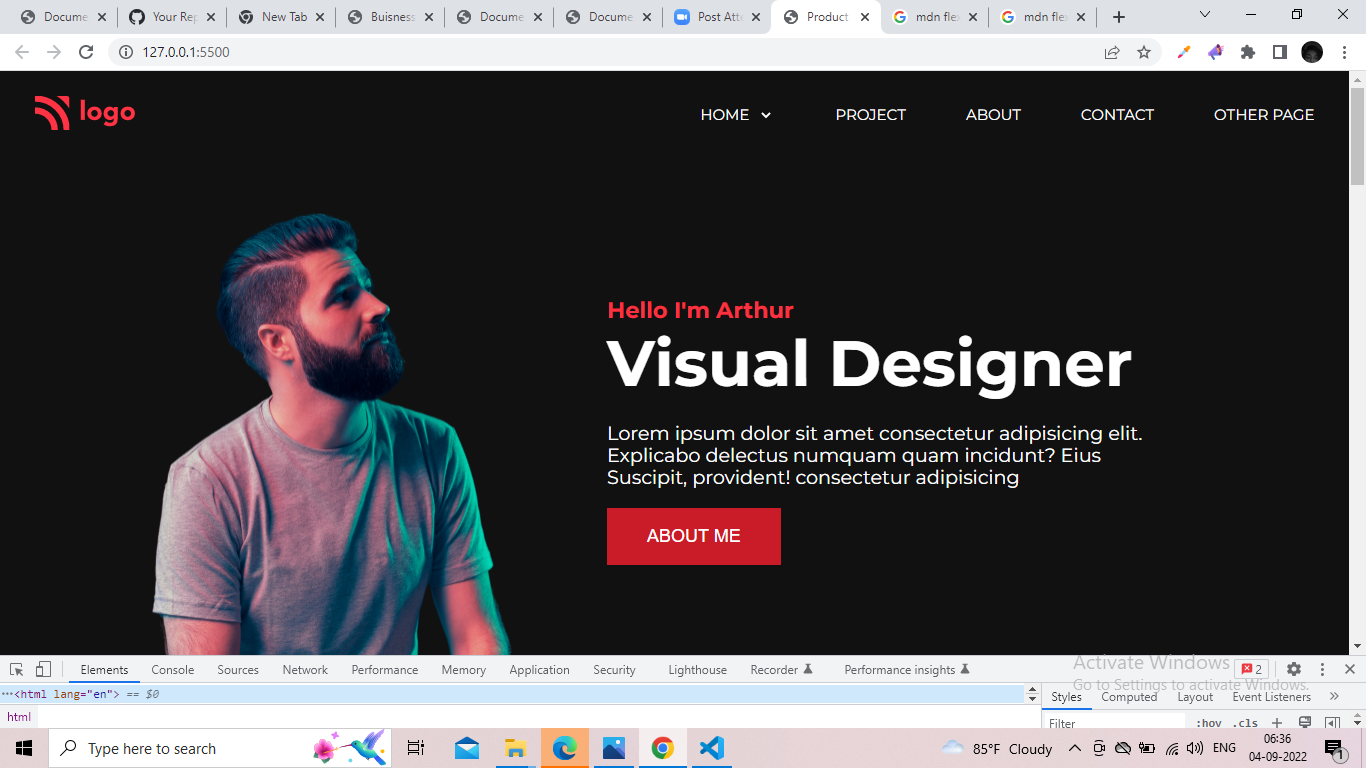 Docume
Your Rep
New Tab
Buisness
Docume
Docume
Post Atte
Product
mdn flex
mdn flex
127.0.0.1:5500
logo
HOME
PROJECT
ABOUT
CONTACT
OTHER PAGE
Hello I'm Arthur
Visual Designer
Lorem ipsum dolor sit amet consectetur adipisicing elit.
Explicabo delectus numquam quam incidunt? Eius
Suscipit, provident! consectetur adipisicing
ABOUT ME
Elements Console Sources Network Performance Memory Application Security Lighthouse Recorder Performance insights 2
Activate Windows
Go to Settings to activate Windows.
⋯<html lang="en"> == $0
Styles Computed Layout Event Listeners »
html
Filter :hov .cls +
Type here to search
85°F Cloudy
ENG
06:36
04-09-2022
1